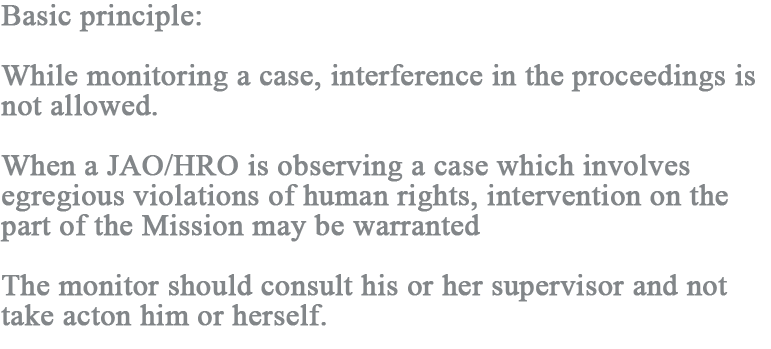 Basic principle:
While monitoring a case, interference in the proceedings is
not allowed.
When a JAO/HRO is observing a case which involves
egregious violations of human rights, intervention on the
part of the Mission may be warranted
The monitor should consult his or her supervisor and not
take acton him or herself.